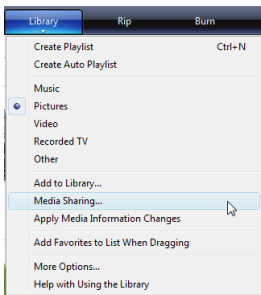 Library Rip Burn
Create Playlist Ctrl+N
Create Auto Playlist
Music
Pictures
Video
Recorded TV
Other
Add to Library...
Media Sharing...
Apply Media Information Changes
Add Favorites to List When Dragging
More Options...
Help with Using the Library